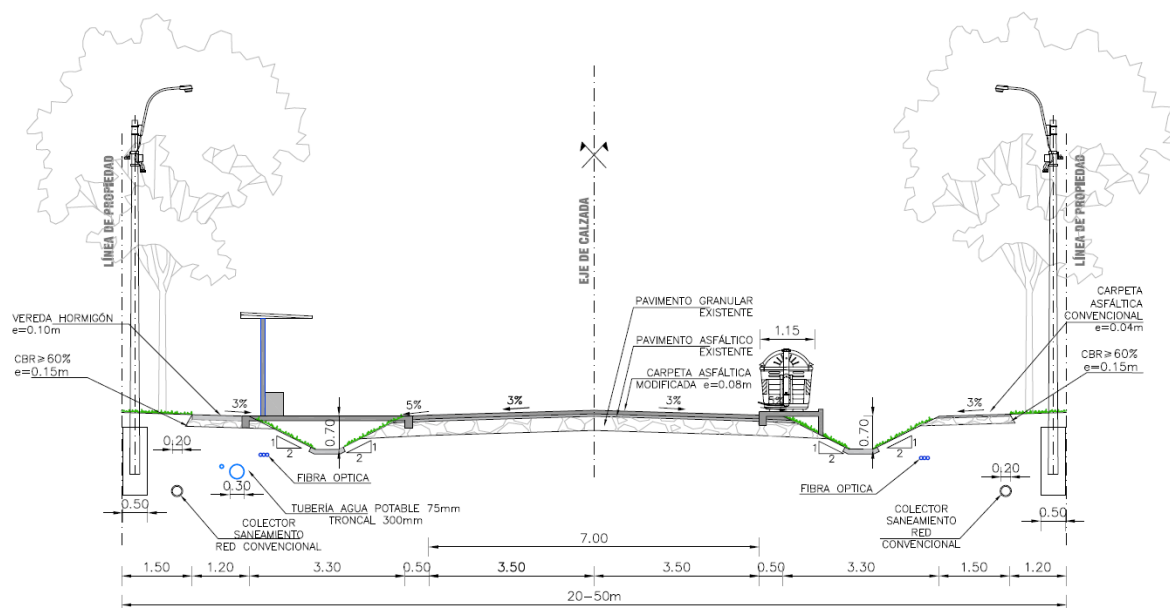 LÍNEA DE PROPIEDAD
EJE DE CALZADA
LÍNEA DE PROPIEDAD
VEREDA HORMIGÓN
e=0.10m
CBR≥60%
e=0.15m
PAVIMENTO GRANULAR
EXISTENTE
PAVIMENTO ASFÁLTICO
EXISTENTE
CARPETA ASFÁLTICA
MODIFICADA e=0.08m
1.15
CARPETA
ASFÁLTICA
CONVENCIONAL
e=0.04m
CBR≥60%
e=0.15m
3%
5%
3%
3%
5%
3%
0.70
0.70
1
2
1
2
1
2
1
2
0.20
0.30
0.50
FIBRA OPTICA
TUBERÍA AGUA POTABLE 75mm
TRONCAL 300mm
COLECTOR
SANEAMIENTO
RED CONVENCIONAL
FIBRA OPTICA
0.20
0.50
COLECTOR
SANEAMIENTO
RED
CONVENCIONAL
7.00
1.50
1.20
3.30
0.50
3.50
3.50
0.50
3.30
1.50
1.20
20-50m